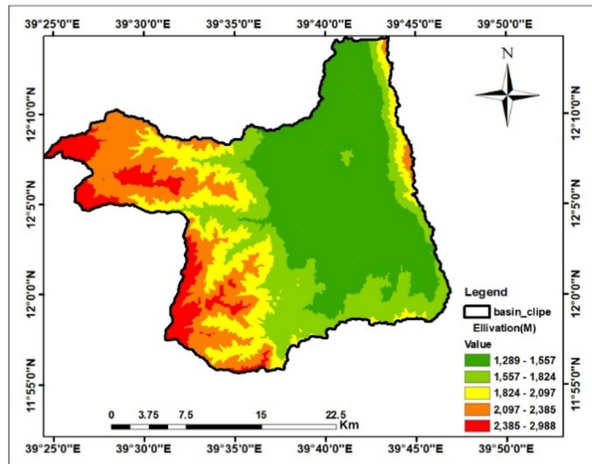 39°25'0"E 39°30'0"E 39°35'0"E 39°40'0"E 39°45'0"E 39°50'0"E
N
12°10'0"N 12°10'0"N
12°5'0"N 12°5'0"N
12°0'0"N 12°0'0"N
11°55'0"N 11°55'0"N
Legend
basin_clipe
Ellivation(M)
Value
1,289 - 1,557
1,557 - 1,824
1,824 - 2,097
2,097 - 2,385
2,385 - 2,988
0 3.75 7.5 15 22.5
Km
39°25'0"E 39°30'0"E 39°35'0"E 39°40'0"E 39°45'0"E 39°50'0"E